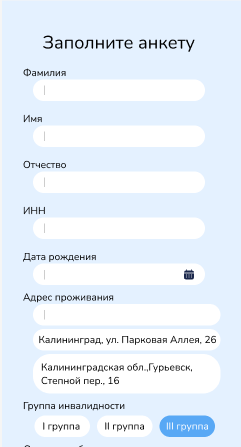 Заполните анкету
Фамилия
Имя
Отчество
ИНН
Дата рождения
Адрес проживания
Калининград, ул. Парковая Аллея, 26
Калининградская обл.,Гурьевск,
Степной пер., 16
Группа инвалидности
I группа II группа III группа